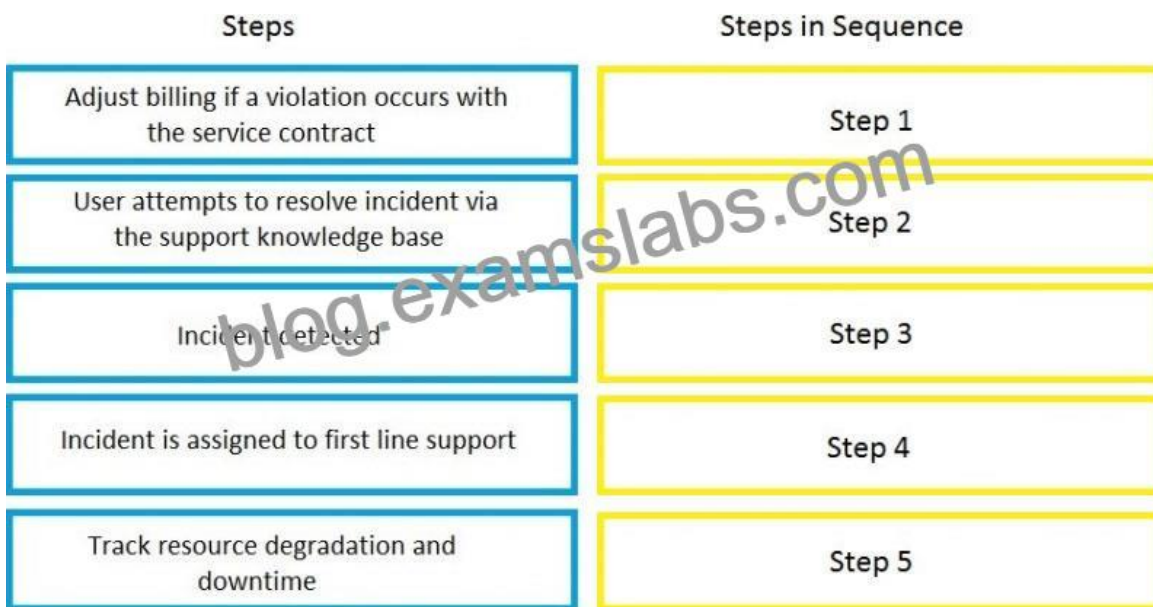 Steps
Steps in Sequence
Adjust billing if a violation occurs with
the service contract
Step 1
User attempts to resolve incident via
the support knowledge base
Step 2
Incident detected
Step 3
Incident is assigned to first line support
Step 4
Track resource degradation and
downtime
Step 5
blog.examslabs.com